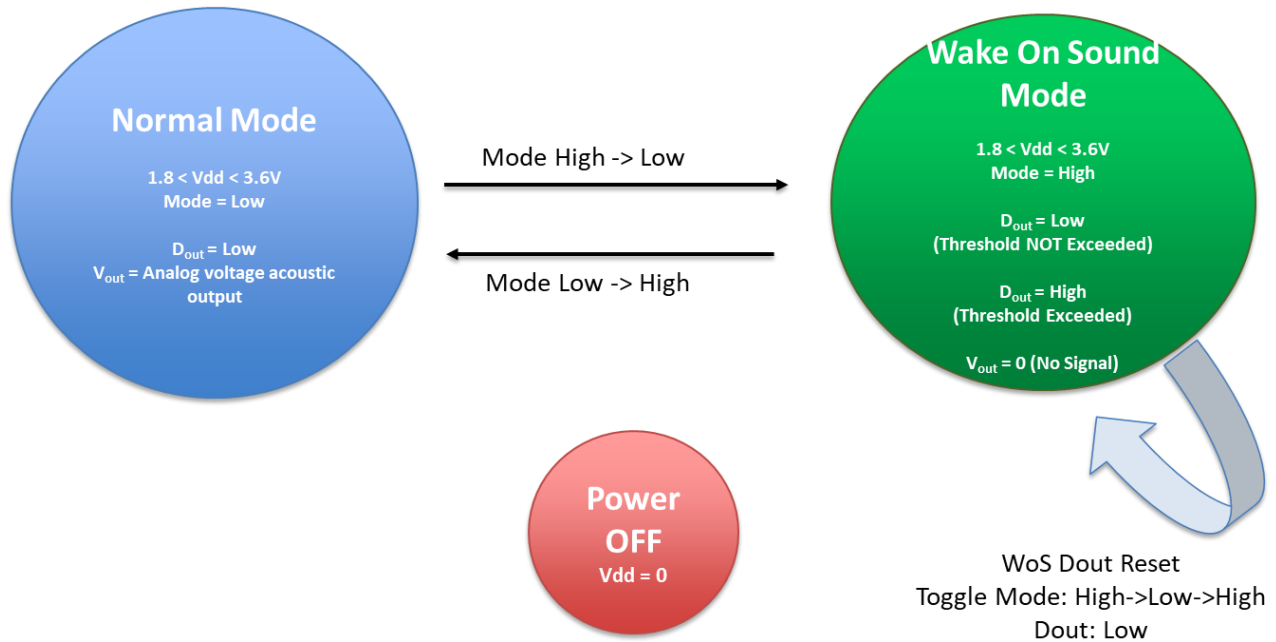 Normal Mode
1.8 < Vdd < 3.6V
Mode = Low
Dout = Low
Vout = Analog voltage acoustic
output
Mode High -> Low
Mode Low -> High
Wake On Sound
Mode
1.8 < Vdd < 3.6V
Mode = High
Dout = Low
(Threshold NOT Exceeded)
Dout = High
(Threshold Exceeded)
Vout = 0 (No Signal)
Power
OFF
Vdd = 0
WoS Dout Reset
Toggle Mode: High->Low->High
Dout: Low